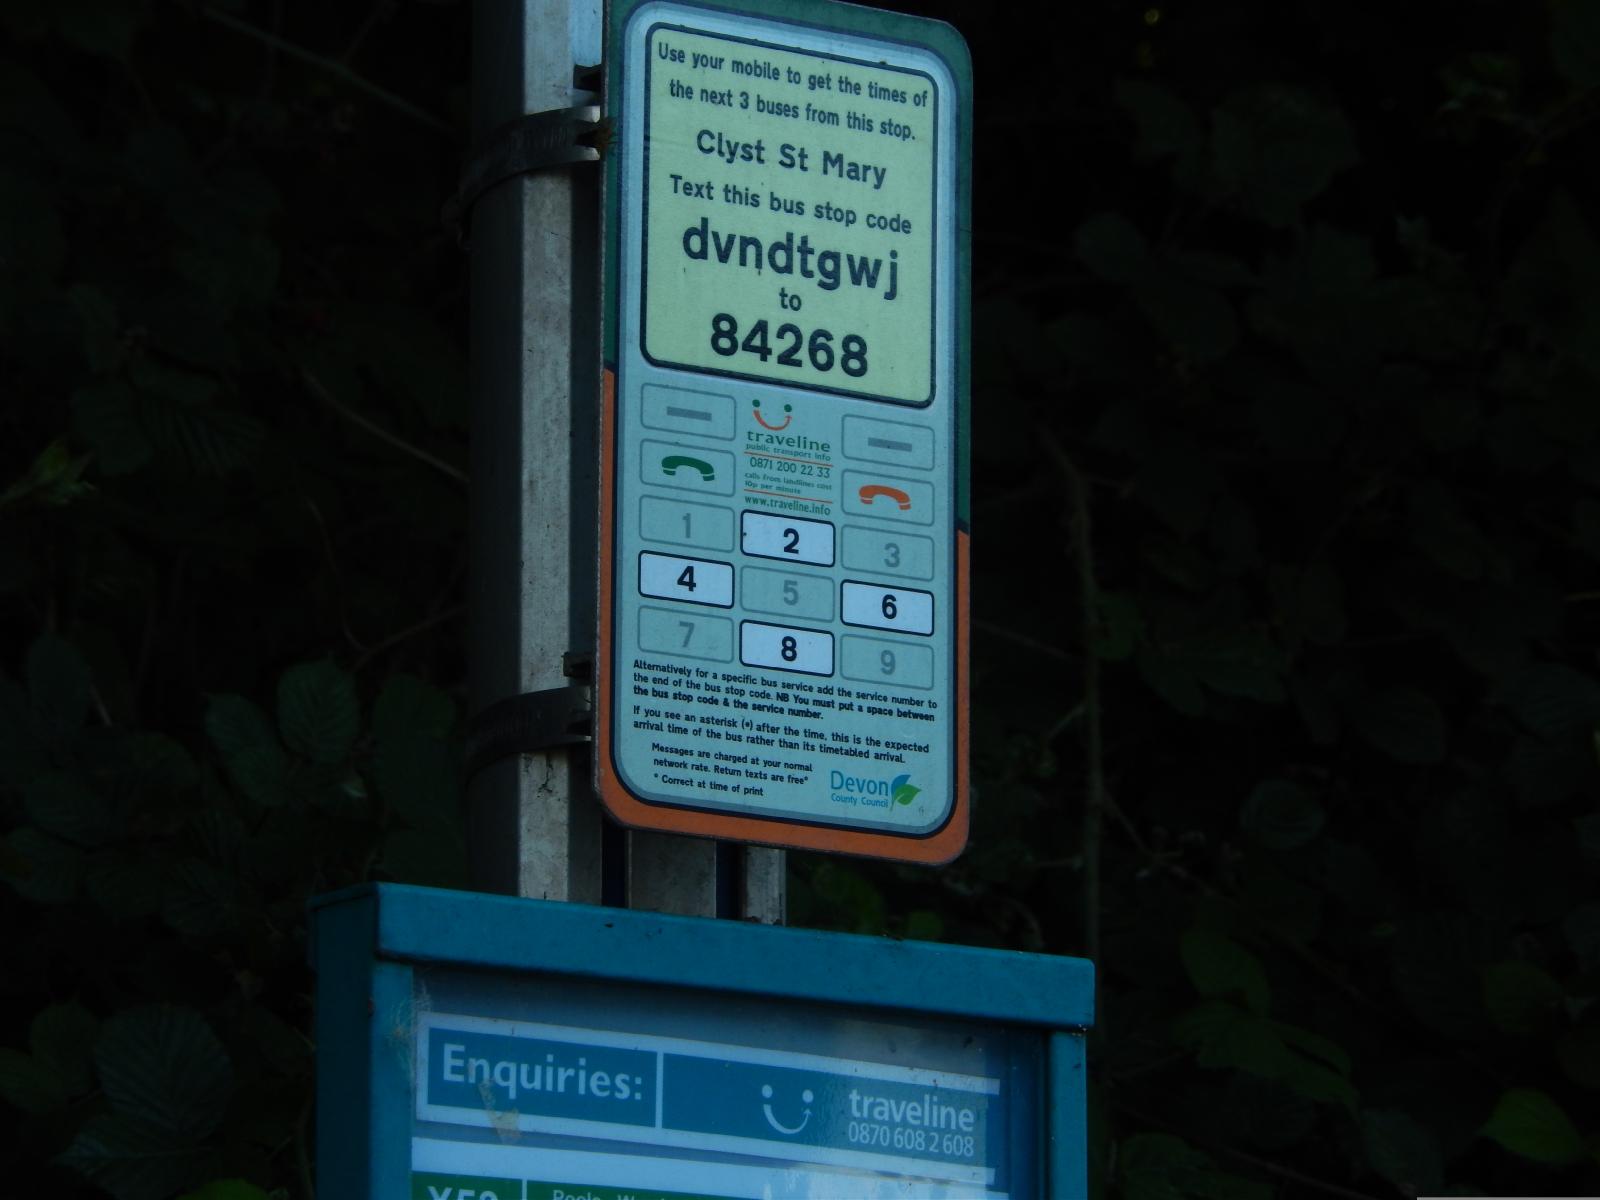 Use your mobile to get the times of
the next 3 buses from this stop.
Clyst St Mary
Text this bus stop code
dvndtgwj
to
84268
traveline
public transport info
0871 200 22 33
calls from landlines cost
10p per minute
www.traveline.info
1 2 3
4 5 6
7 8 9
Alternatively for a specific bus service add the service number to
the end of the bus stop code. NB You must put a space between
the bus stop code & the service number.
If you see an asterisk (*) after the time, this is the expected
arrival time of the bus rather than its timetabled arrival.
Messages are charged at your normal
network rate. Return texts are free*
* Correct at time of print
Devon
County Council
Enquiries:
traveline
0870 608 2 608